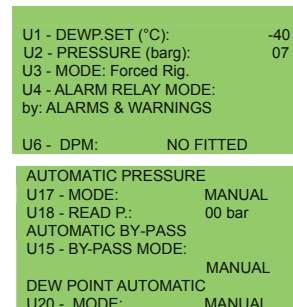 U1 - DEWP.SET (°C): -40
U2 - PRESSURE (barg): 07
U3 - MODE: Forced Rig.
U4 - ALARM RELAY MODE:
by: ALARMS & WARNINGS
U6 - DPM: NO FITTED
AUTOMATIC PRESSURE
U17 - MODE: MANUAL
U18 - READ P.: 00 bar
AUTOMATIC BY-PASS
U15 - BY-PASS MODE:
MANUAL
DEW POINT AUTOMATIC
U20 - MODE: MANUAL